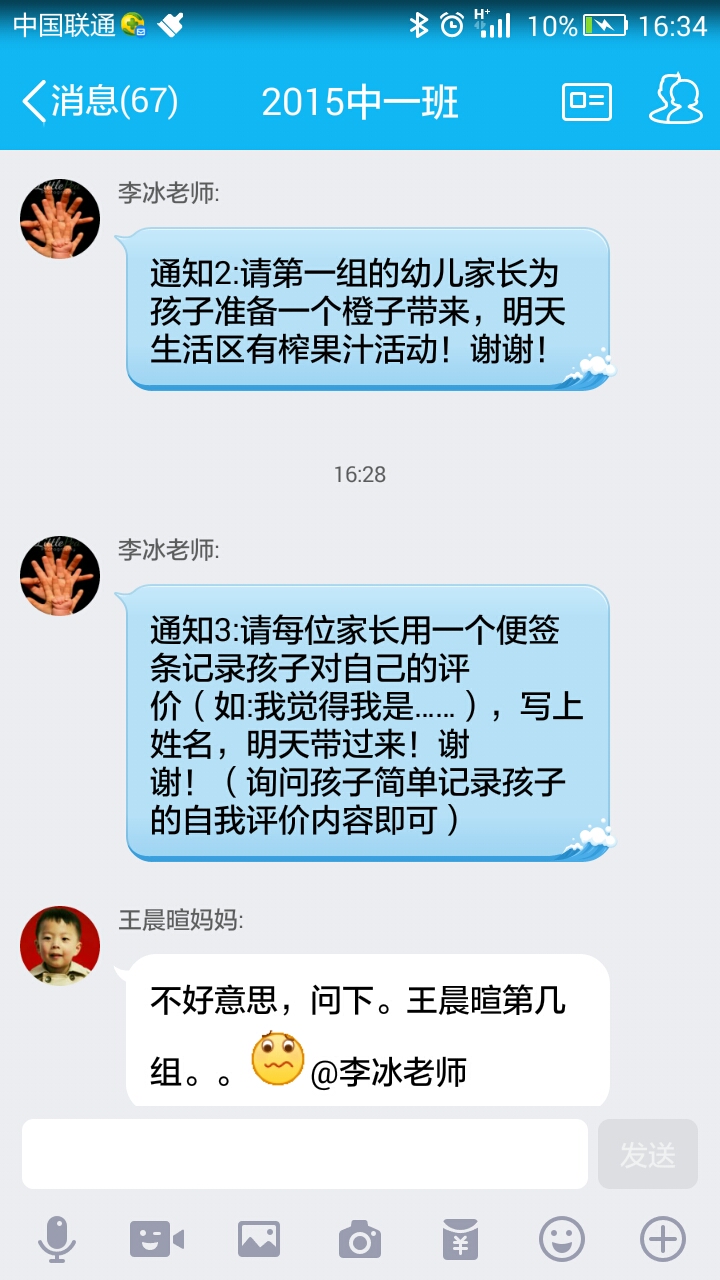 中国联通
10%
16:34
消息(67)
2015中一班
李冰老师:
通知2:请第一组的幼儿家长为
孩子准备一个橙子带来，明天
生活区有榨果汁活动！谢谢！
16:28
李冰老师:
通知3:请每位家长用一个便签
条记录孩子对自己的评
价（如:我觉得我是……），写上
姓名，明天带过来！谢
谢！（询问孩子简单记录孩子
的自我评价内容即可）
王晨暄妈妈:
不好意思，问下。王晨暄第几
组。。@李冰老师
发送